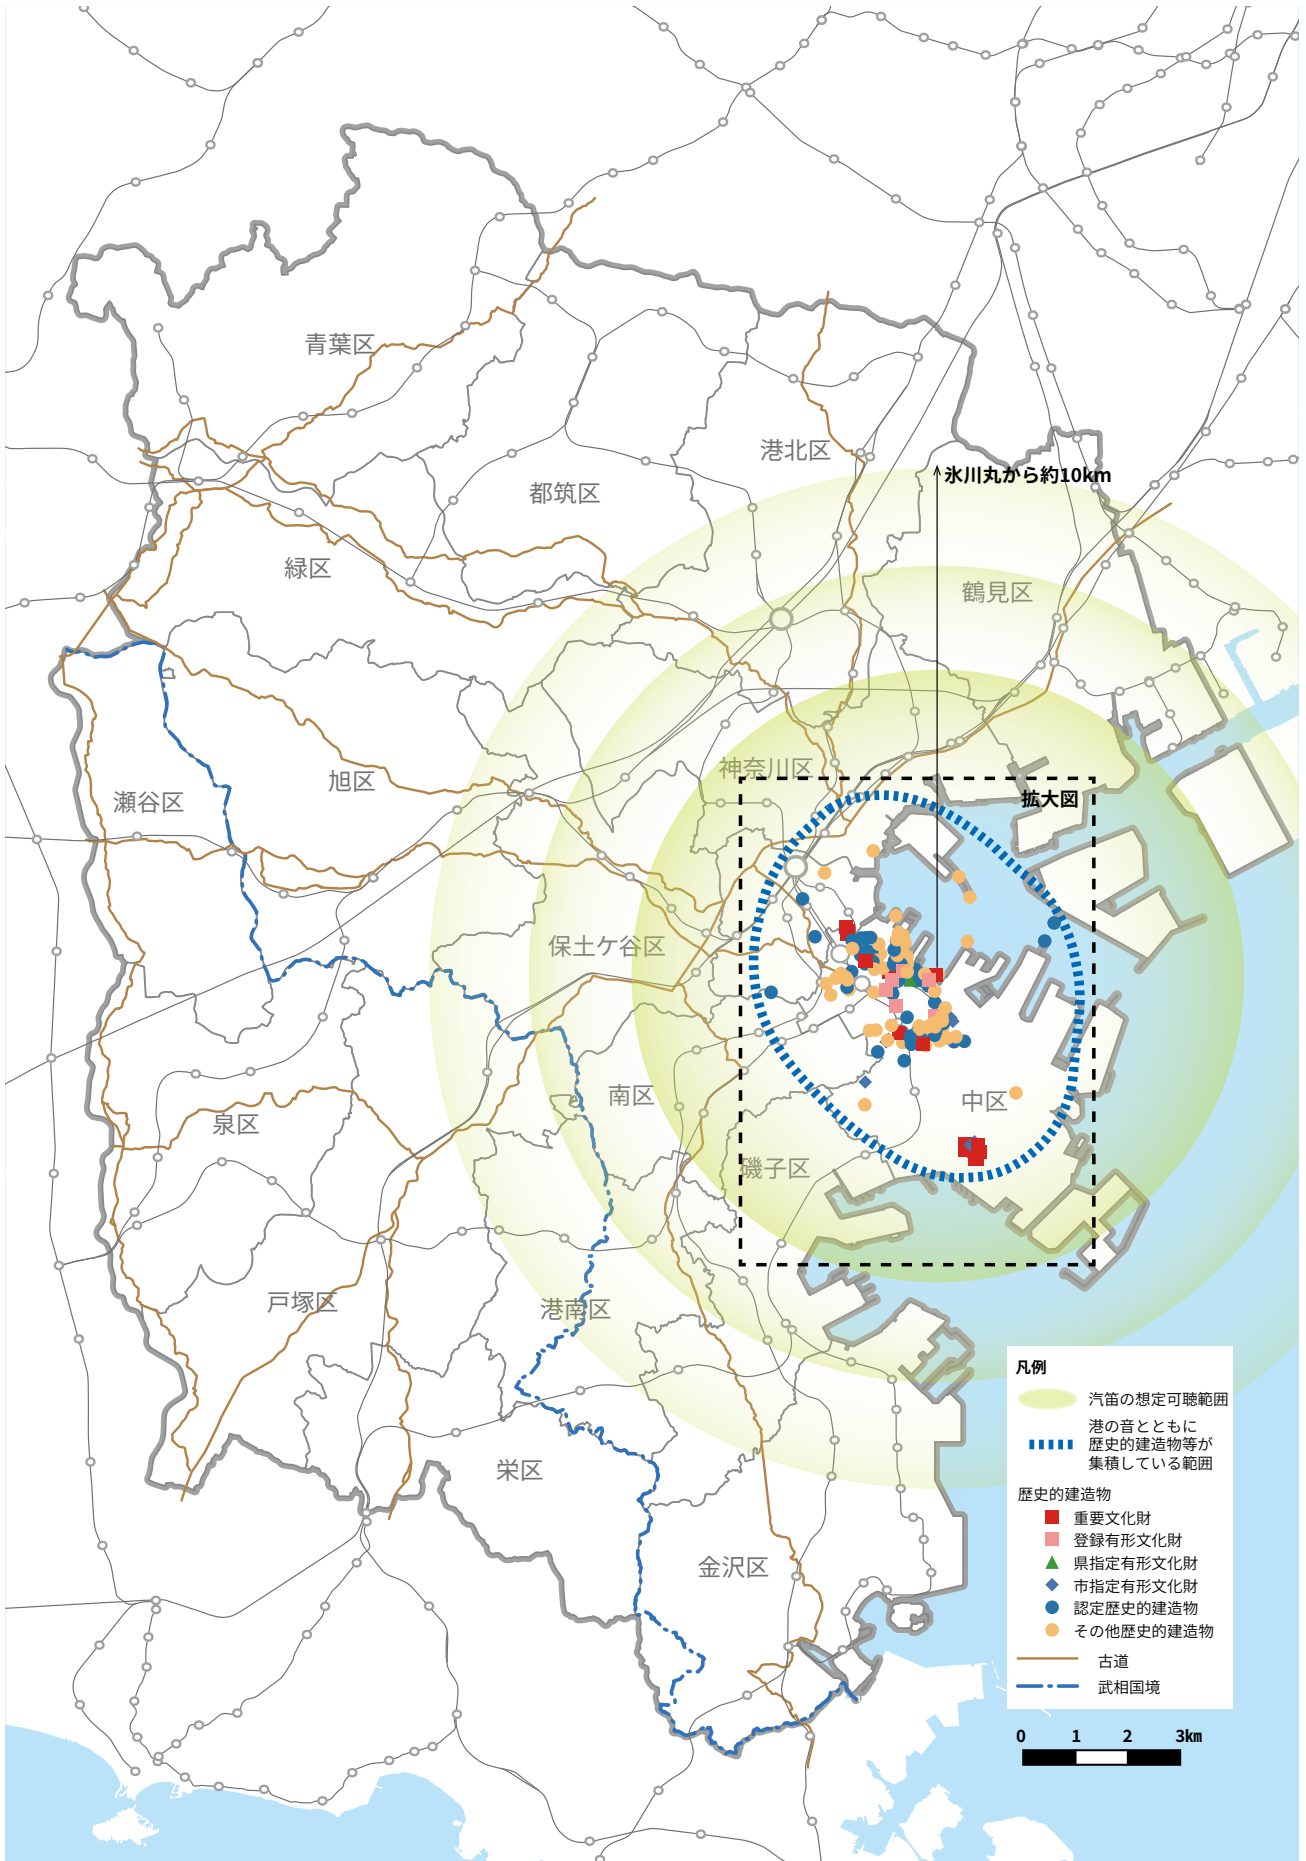 青葉区
港北区
氷川丸から約10km
都筑区
緑区
鶴見区
神奈川区
旭区
瀬谷区
拡大図
保土ケ谷区
南区
中区
泉区
磯子区
戸塚区
港南区
栄区
金沢区
凡例
汽笛の想定可聴範囲
港の音とともに
歴史的建造物等が
集積している範囲
歴史的建造物
重要文化財
登録有形文化財
県指定有形文化財
市指定有形文化財
認定歴史的建造物
その他歴史的建造物
古道
武相国境
0 1 2 3km